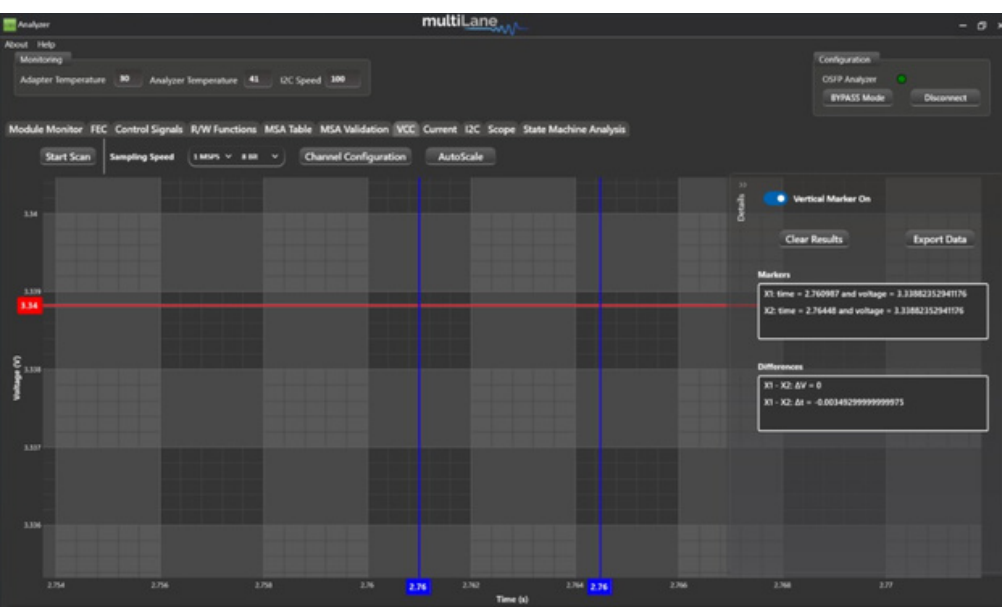 Analyzer
multiLane
About Help
Monitoring
Adapter Temperature 30 Analyzer Temperature 41 I2C Speed 100
Configuration
OSFP Analyzer
BYPASS Mode Disconnect
Module Monitor FEC Control Signals R/W Functions MSA Table MSA Validation VCC Current I2C Scope State Machine Analysis
Start Scan Sampling Speed 1 MSPS 8 Bit Channel Configuration AutoScale
Details
Vertical Marker On
Clear Results Export Data
Markers
X1: time = 2.760987 and voltage = 3.33882352941176
X2: time = 2.76448 and voltage = 3.33882352941176
Differences
X1 - X2: ΔV = 0
X1 - X2: Δt = -0.00349299999999975
Voltage (V)
3.34
3.339
3.34
3.338
3.337
3.336
2.754 2.756 2.758 2.76 2.76 2.762 2.764 2.76 2.766 2.768 2.77
Time (s)